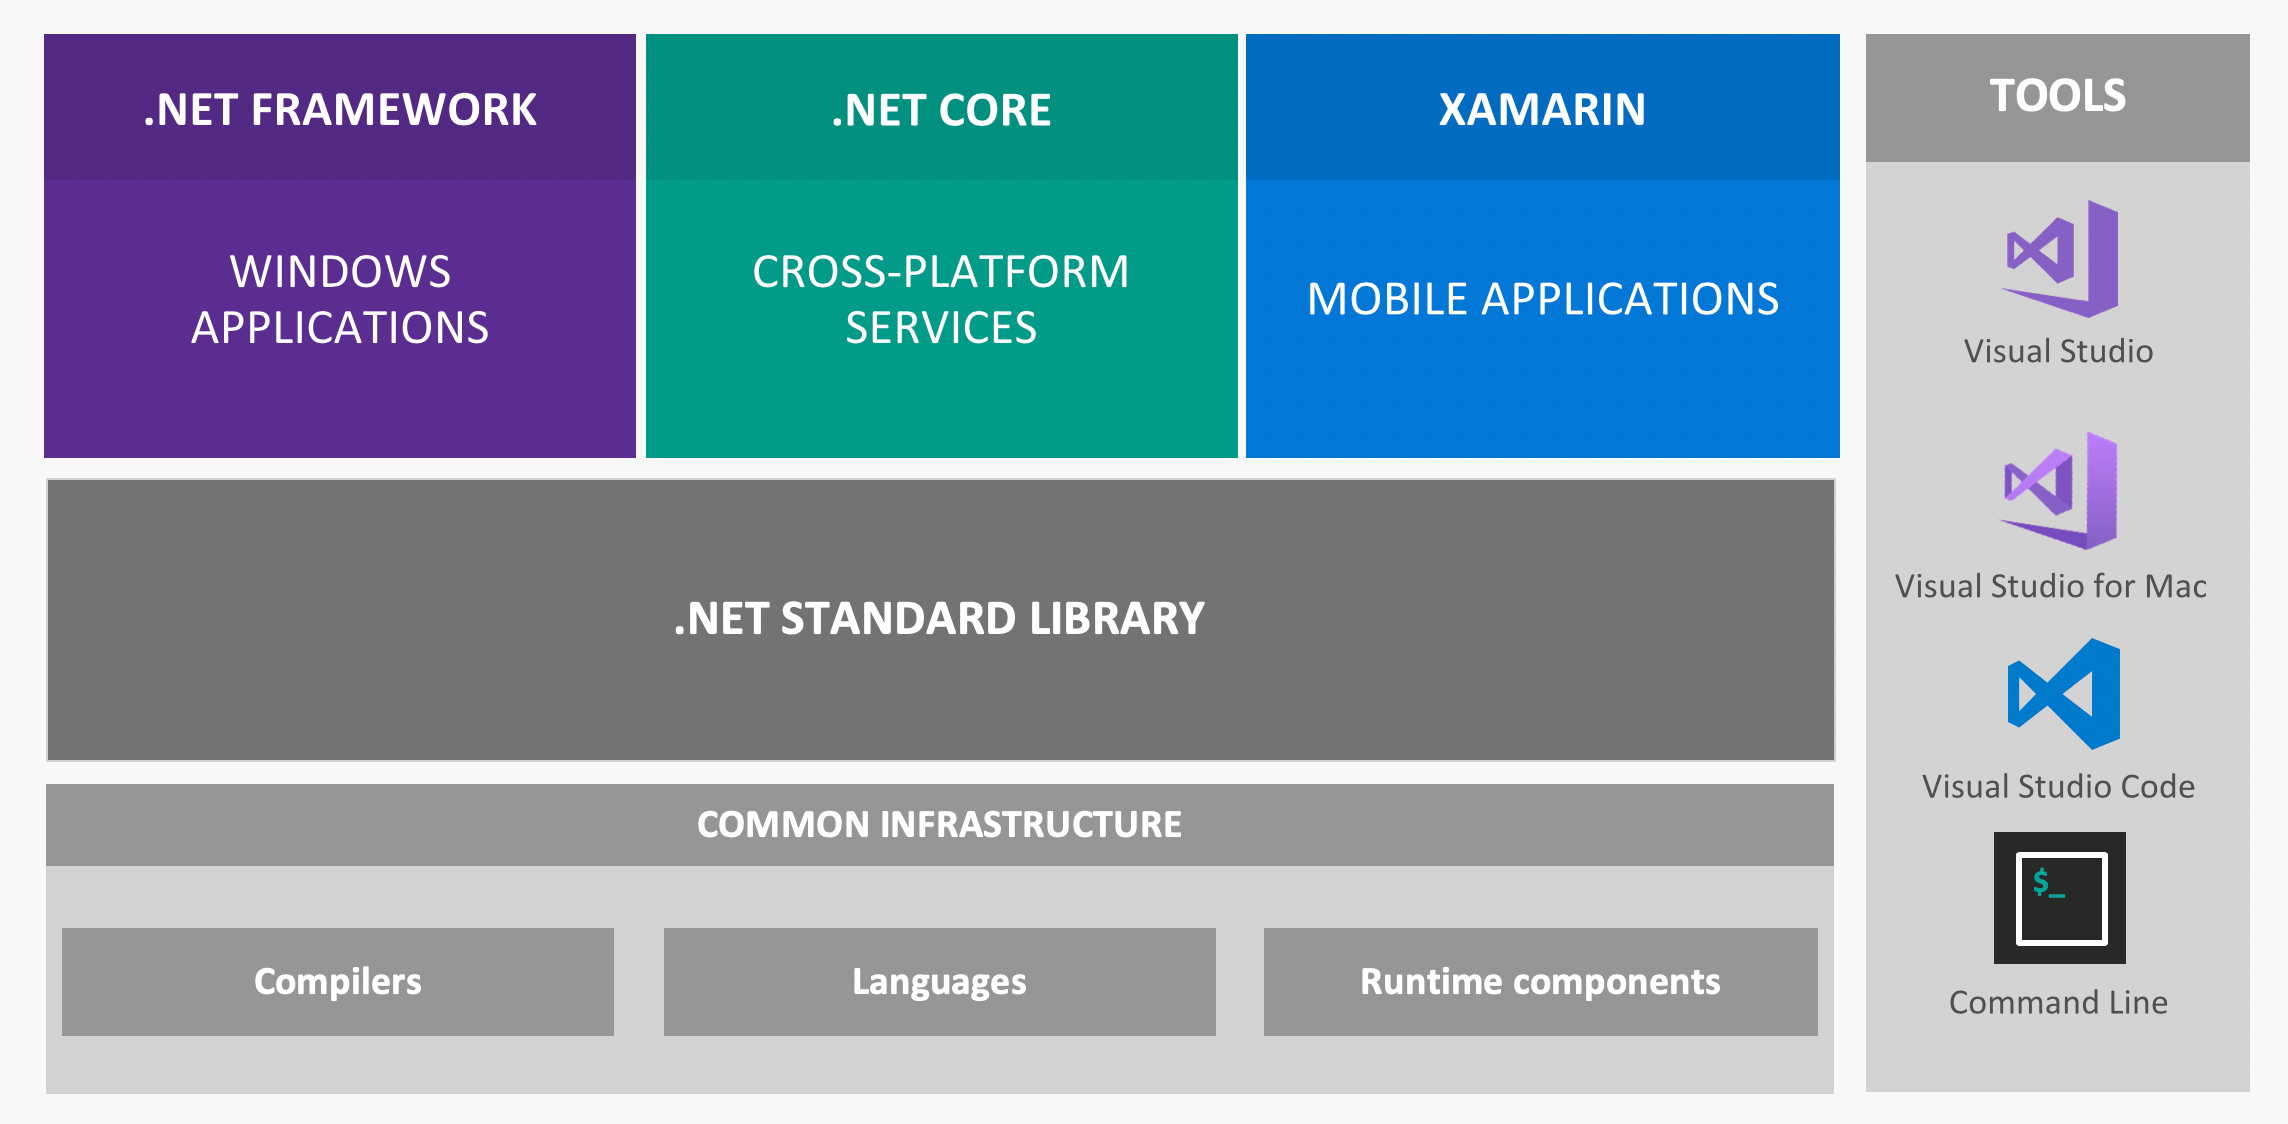 .NET FRAMEWORK
WINDOWS
APPLICATIONS
.NET CORE
CROSS-PLATFORM
SERVICES
XAMARIN
MOBILE APPLICATIONS
.NET STANDARD LIBRARY
COMMON INFRASTRUCTURE
Compilers
Languages
Runtime components
TOOLS
Visual Studio
Visual Studio for Mac
Visual Studio Code
$_
Command Line